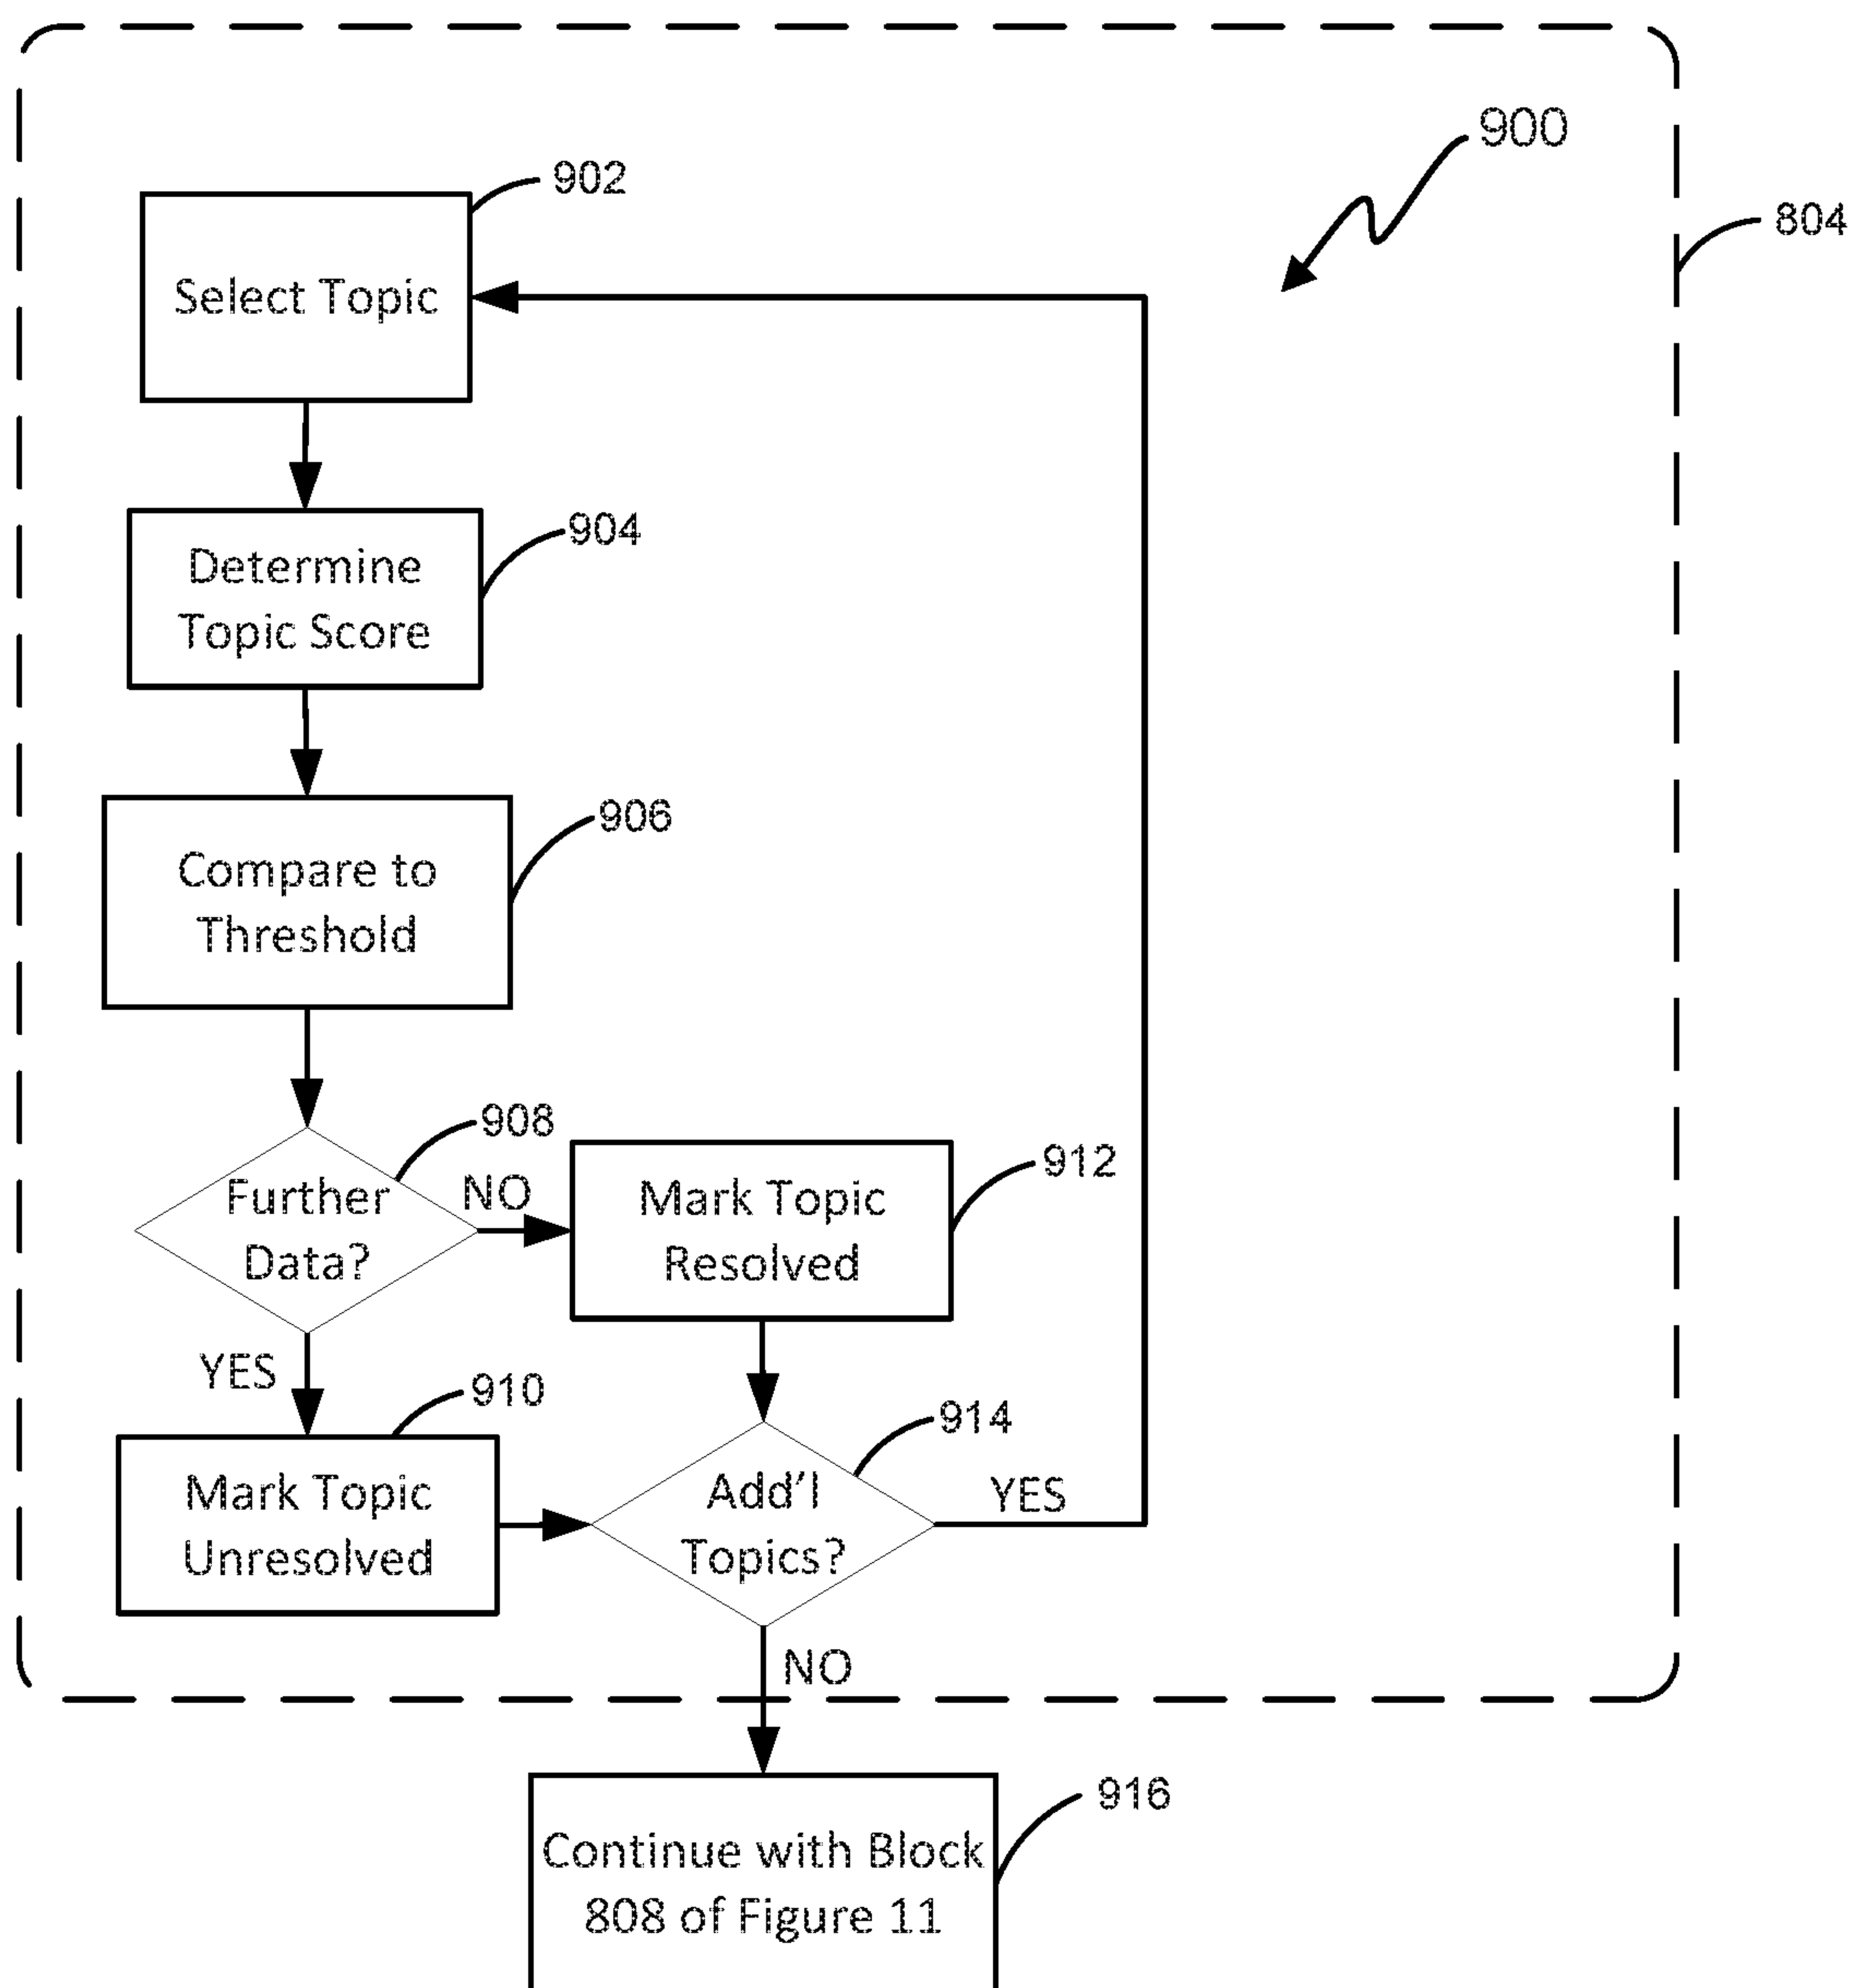 900
804
902
Select Topic
904
Determine
Topic Score
906
Compare to
Threshold
908
Further
Data?
NO
912
Mark Topic
Resolved
YES
910
Mark Topic
Unresolved
914
Add'l
Topics?
YES
NO
916
Continue with Block
808 of Figure 11